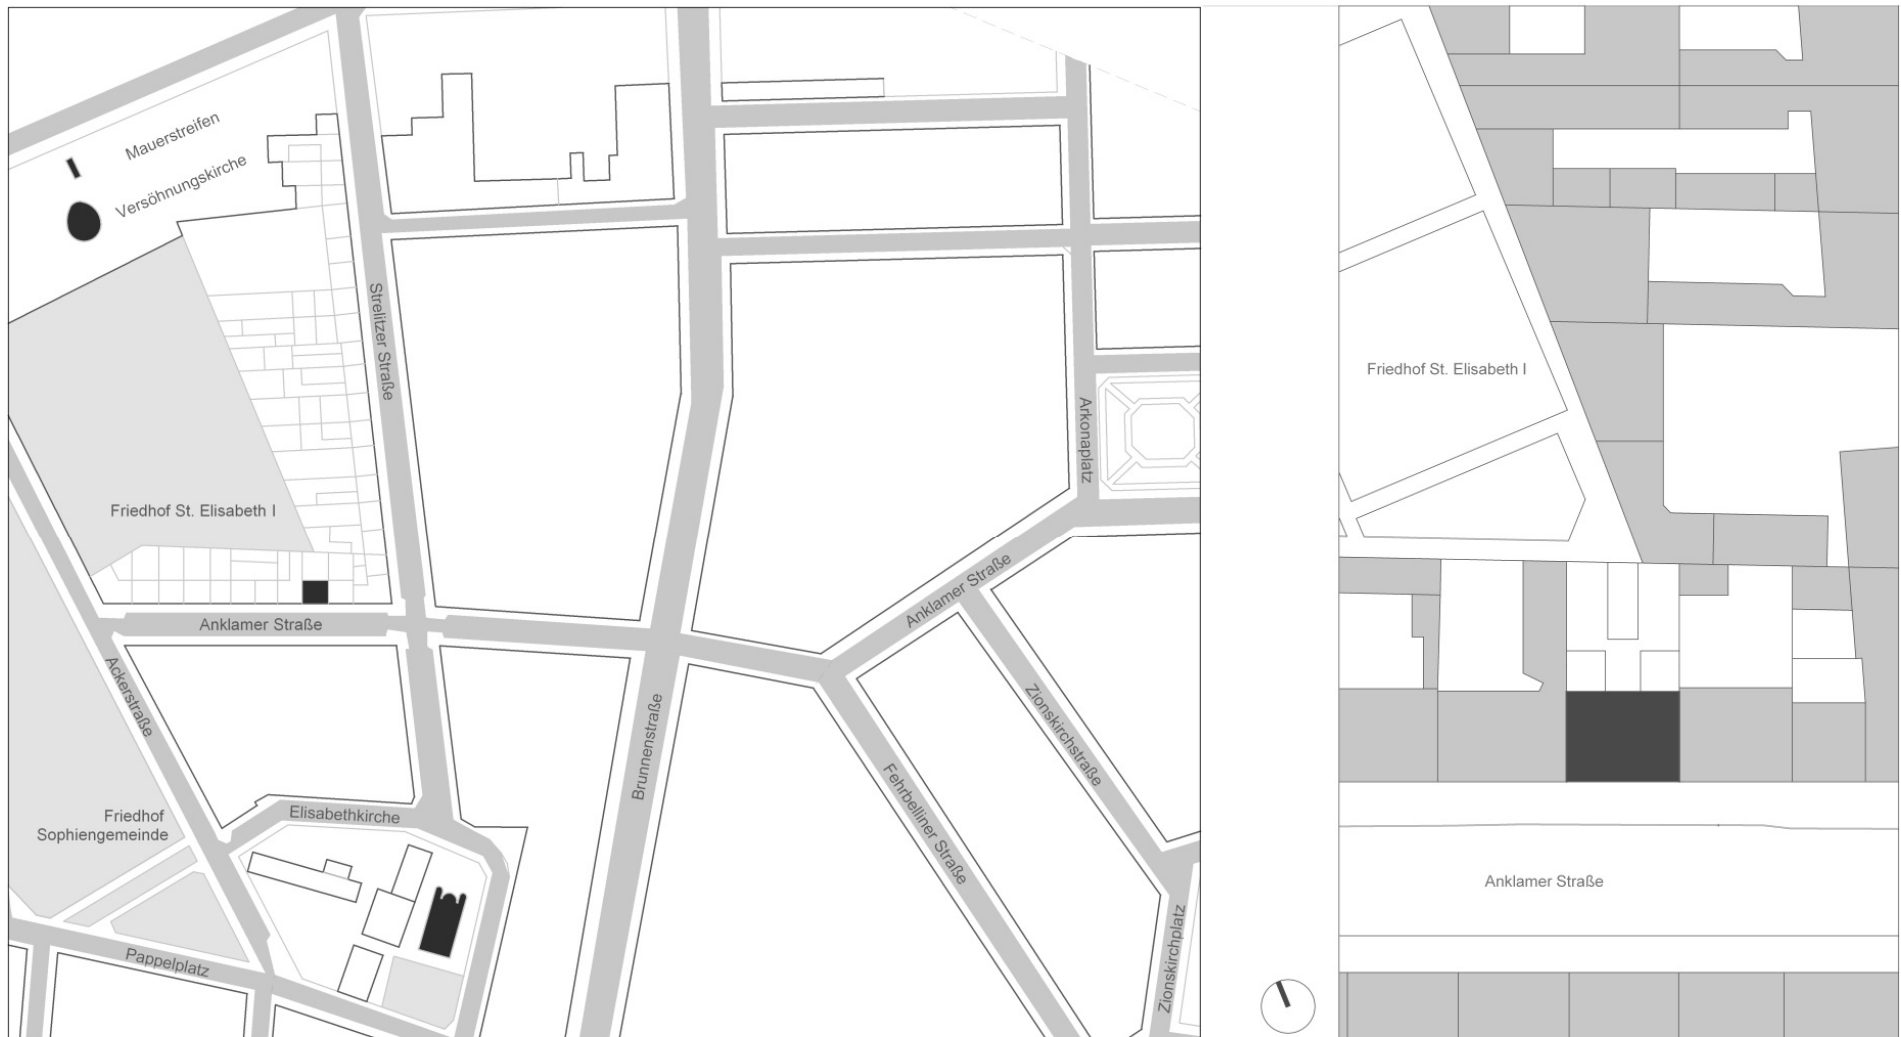 Mauerstreifen
Versöhnungskirche
Strelitzer Straße
Arkonaplatz
Friedhof St. Elisabeth I
Anklamer Straße
Anklamer Straße
Ackerstraße
Zionskirchstraße
Brunnenstraße
Fehrbelliner Straße
Elisabethkirche
Friedhof
Sophiengemeinde
Pappelplatz
Zionskirchplatz
Friedhof St. Elisabeth I
Anklamer Straße